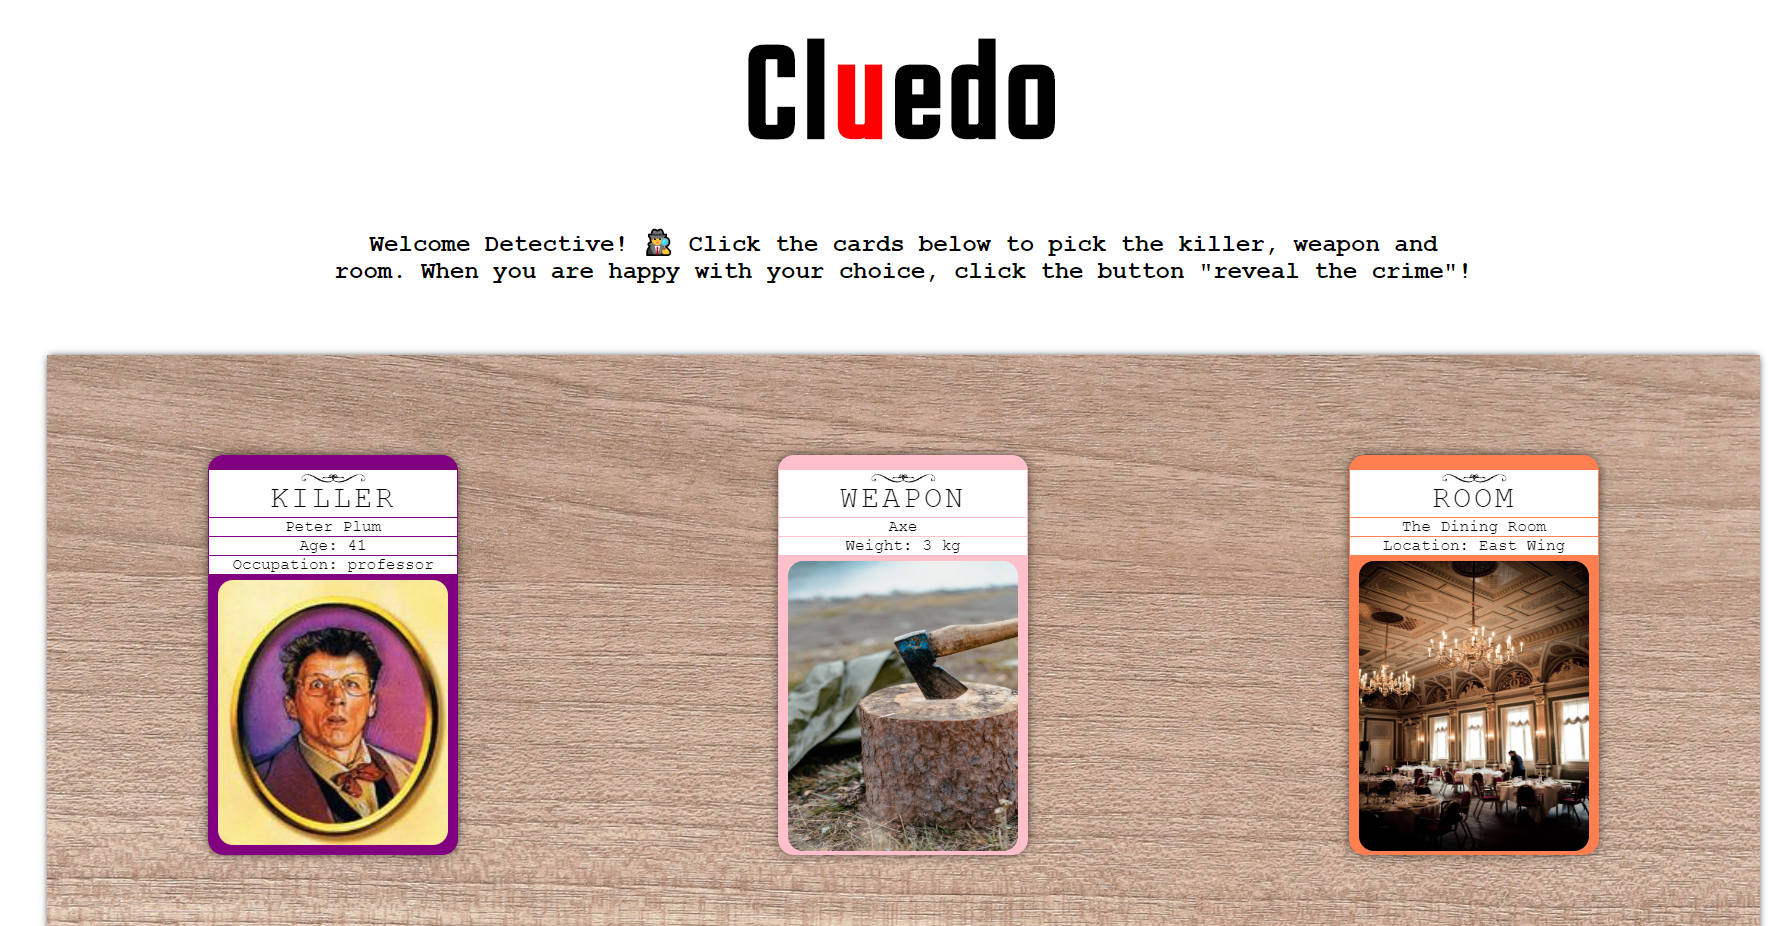 Cluedo
Welcome Detective! 🕵️ Click the cards below to pick the killer, weapon and
room. When you are happy with your choice, click the button "reveal the crime"!
KILLER
Peter Plum
Age: 41
Occupation: professor
WEAPON
Axe
Weight: 3 kg
ROOM
The Dining Room
Location: East Wing